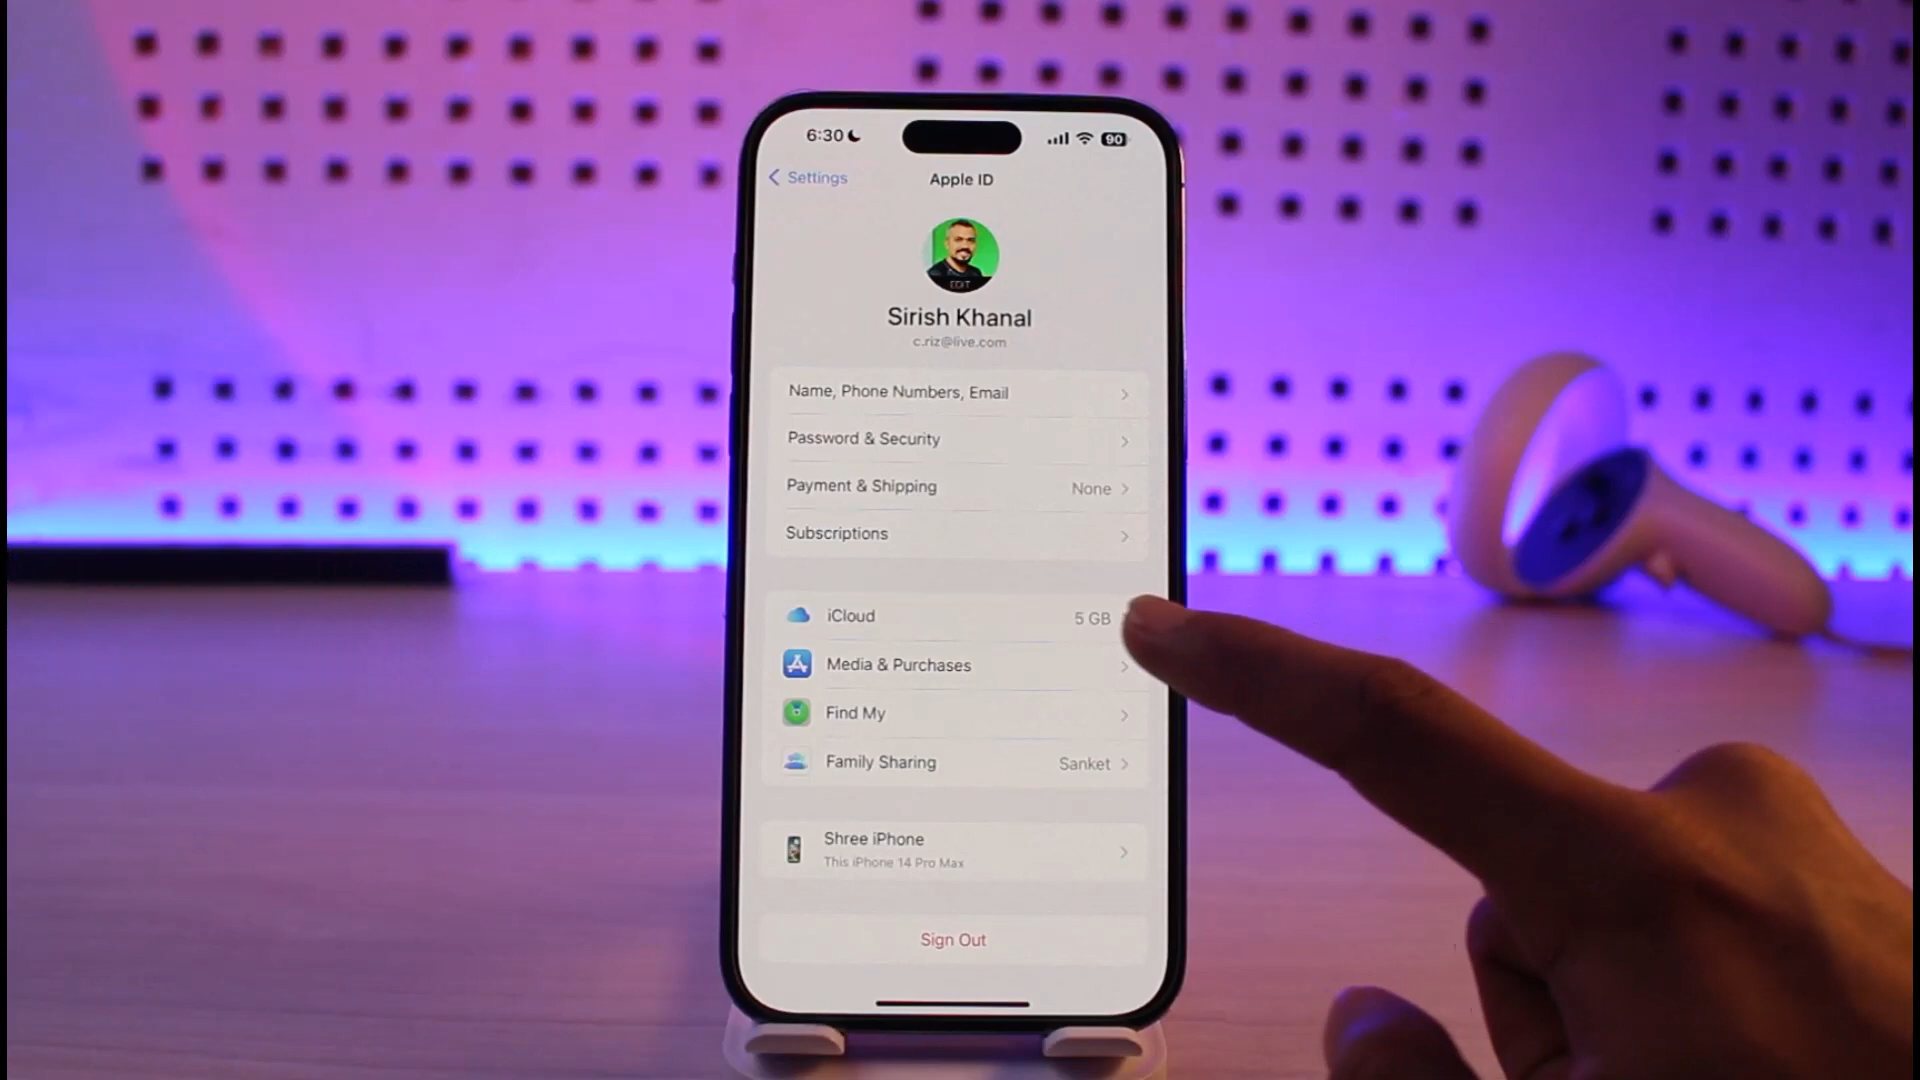 6:30
90
Settings
Apple ID
EDIT
Sirish Khanal
c.riz@live.com
Name, Phone Numbers, Email
Password & Security
Payment & Shipping None
Subscriptions
iCloud 5 GB
Media & Purchases
Find My
Family Sharing Sanket
Shree iPhone
This iPhone 14 Pro Max
Sign Out